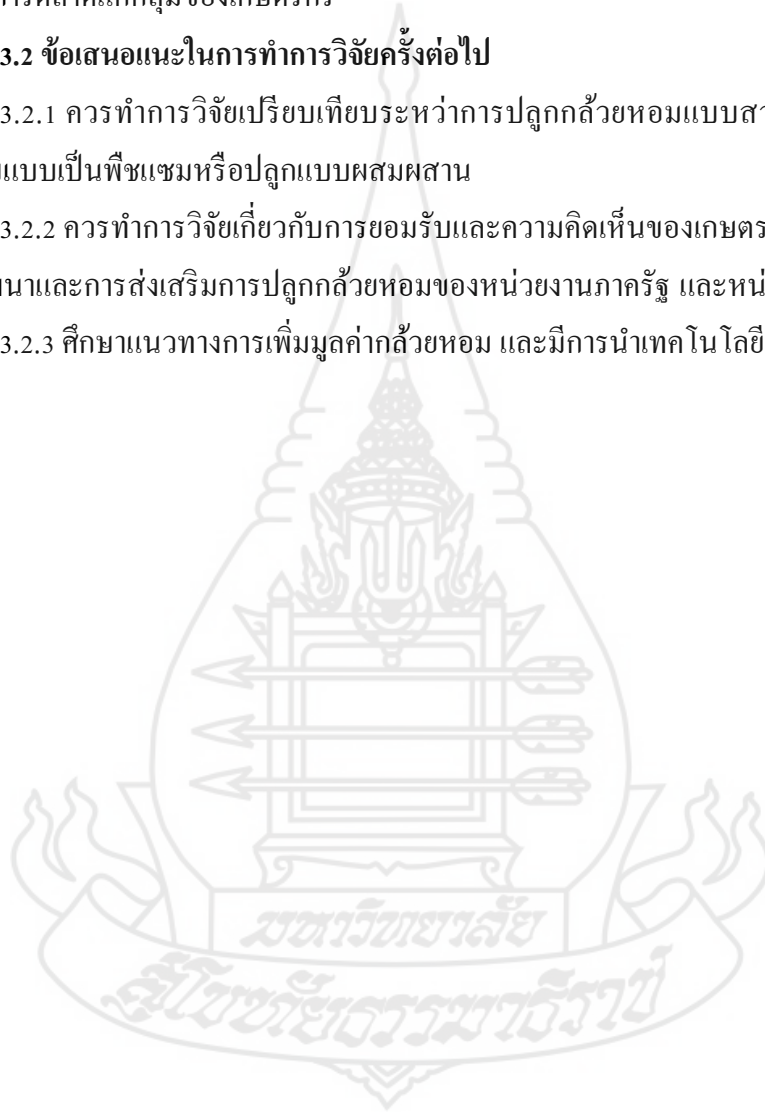 3.2 ข้อเสนอแนะในการทำการวิจัยครั้งต่อไป
3.2.1 ควรทำการวิจัยเปรียบเทียบระหว่าการปลูกกล้วยหอมแบบ
แบบเป็นพืชแซมหรือปลูกแบบผสมผสาน
3.2.2 ควรทำการวิจัยเกี่ยวกับการยอมรับและความคิดเห็นของเกษตร
นาและการส่งเสริมการปลูกกล้วยหอมของหน่วยงานภาครัฐ และหน่
3.2.3 ศึกษาแนวทางการเพิ่มมูลค่ากล้วยหอม และมีการนำเทคโนโลยี
มหาวิทยาลัย
สุโขทัยธรรมาธิราช